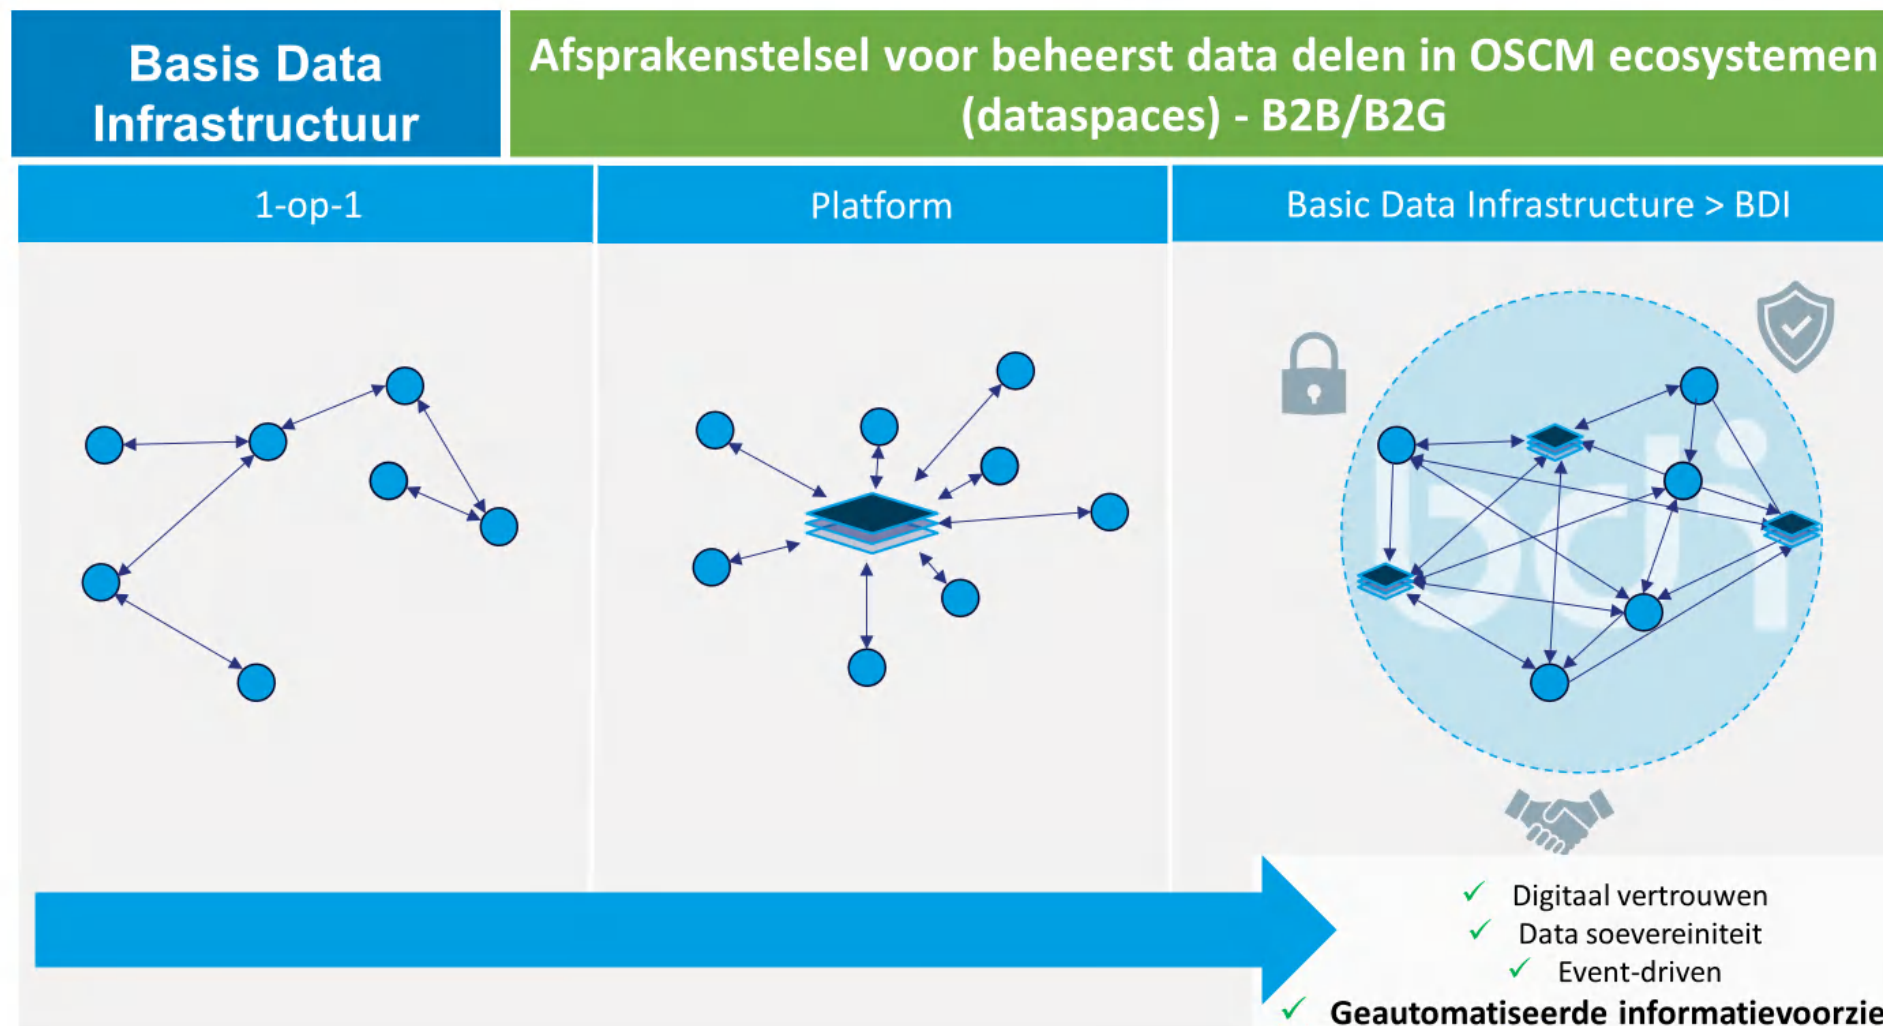 Basis Data
Infrastructuur
Afsprakenstelsel voor beheerst data delen in OSCM ecosystemen
(dataspaces) - B2B/B2G
1-op-1
Platform
Basic Data Infrastructure > BDI
bdi
✓ Digitaal vertrouwen
✓ Data soevereiniteit
✓ Event-driven
✓ Geautomatiseerde informatievoorzie